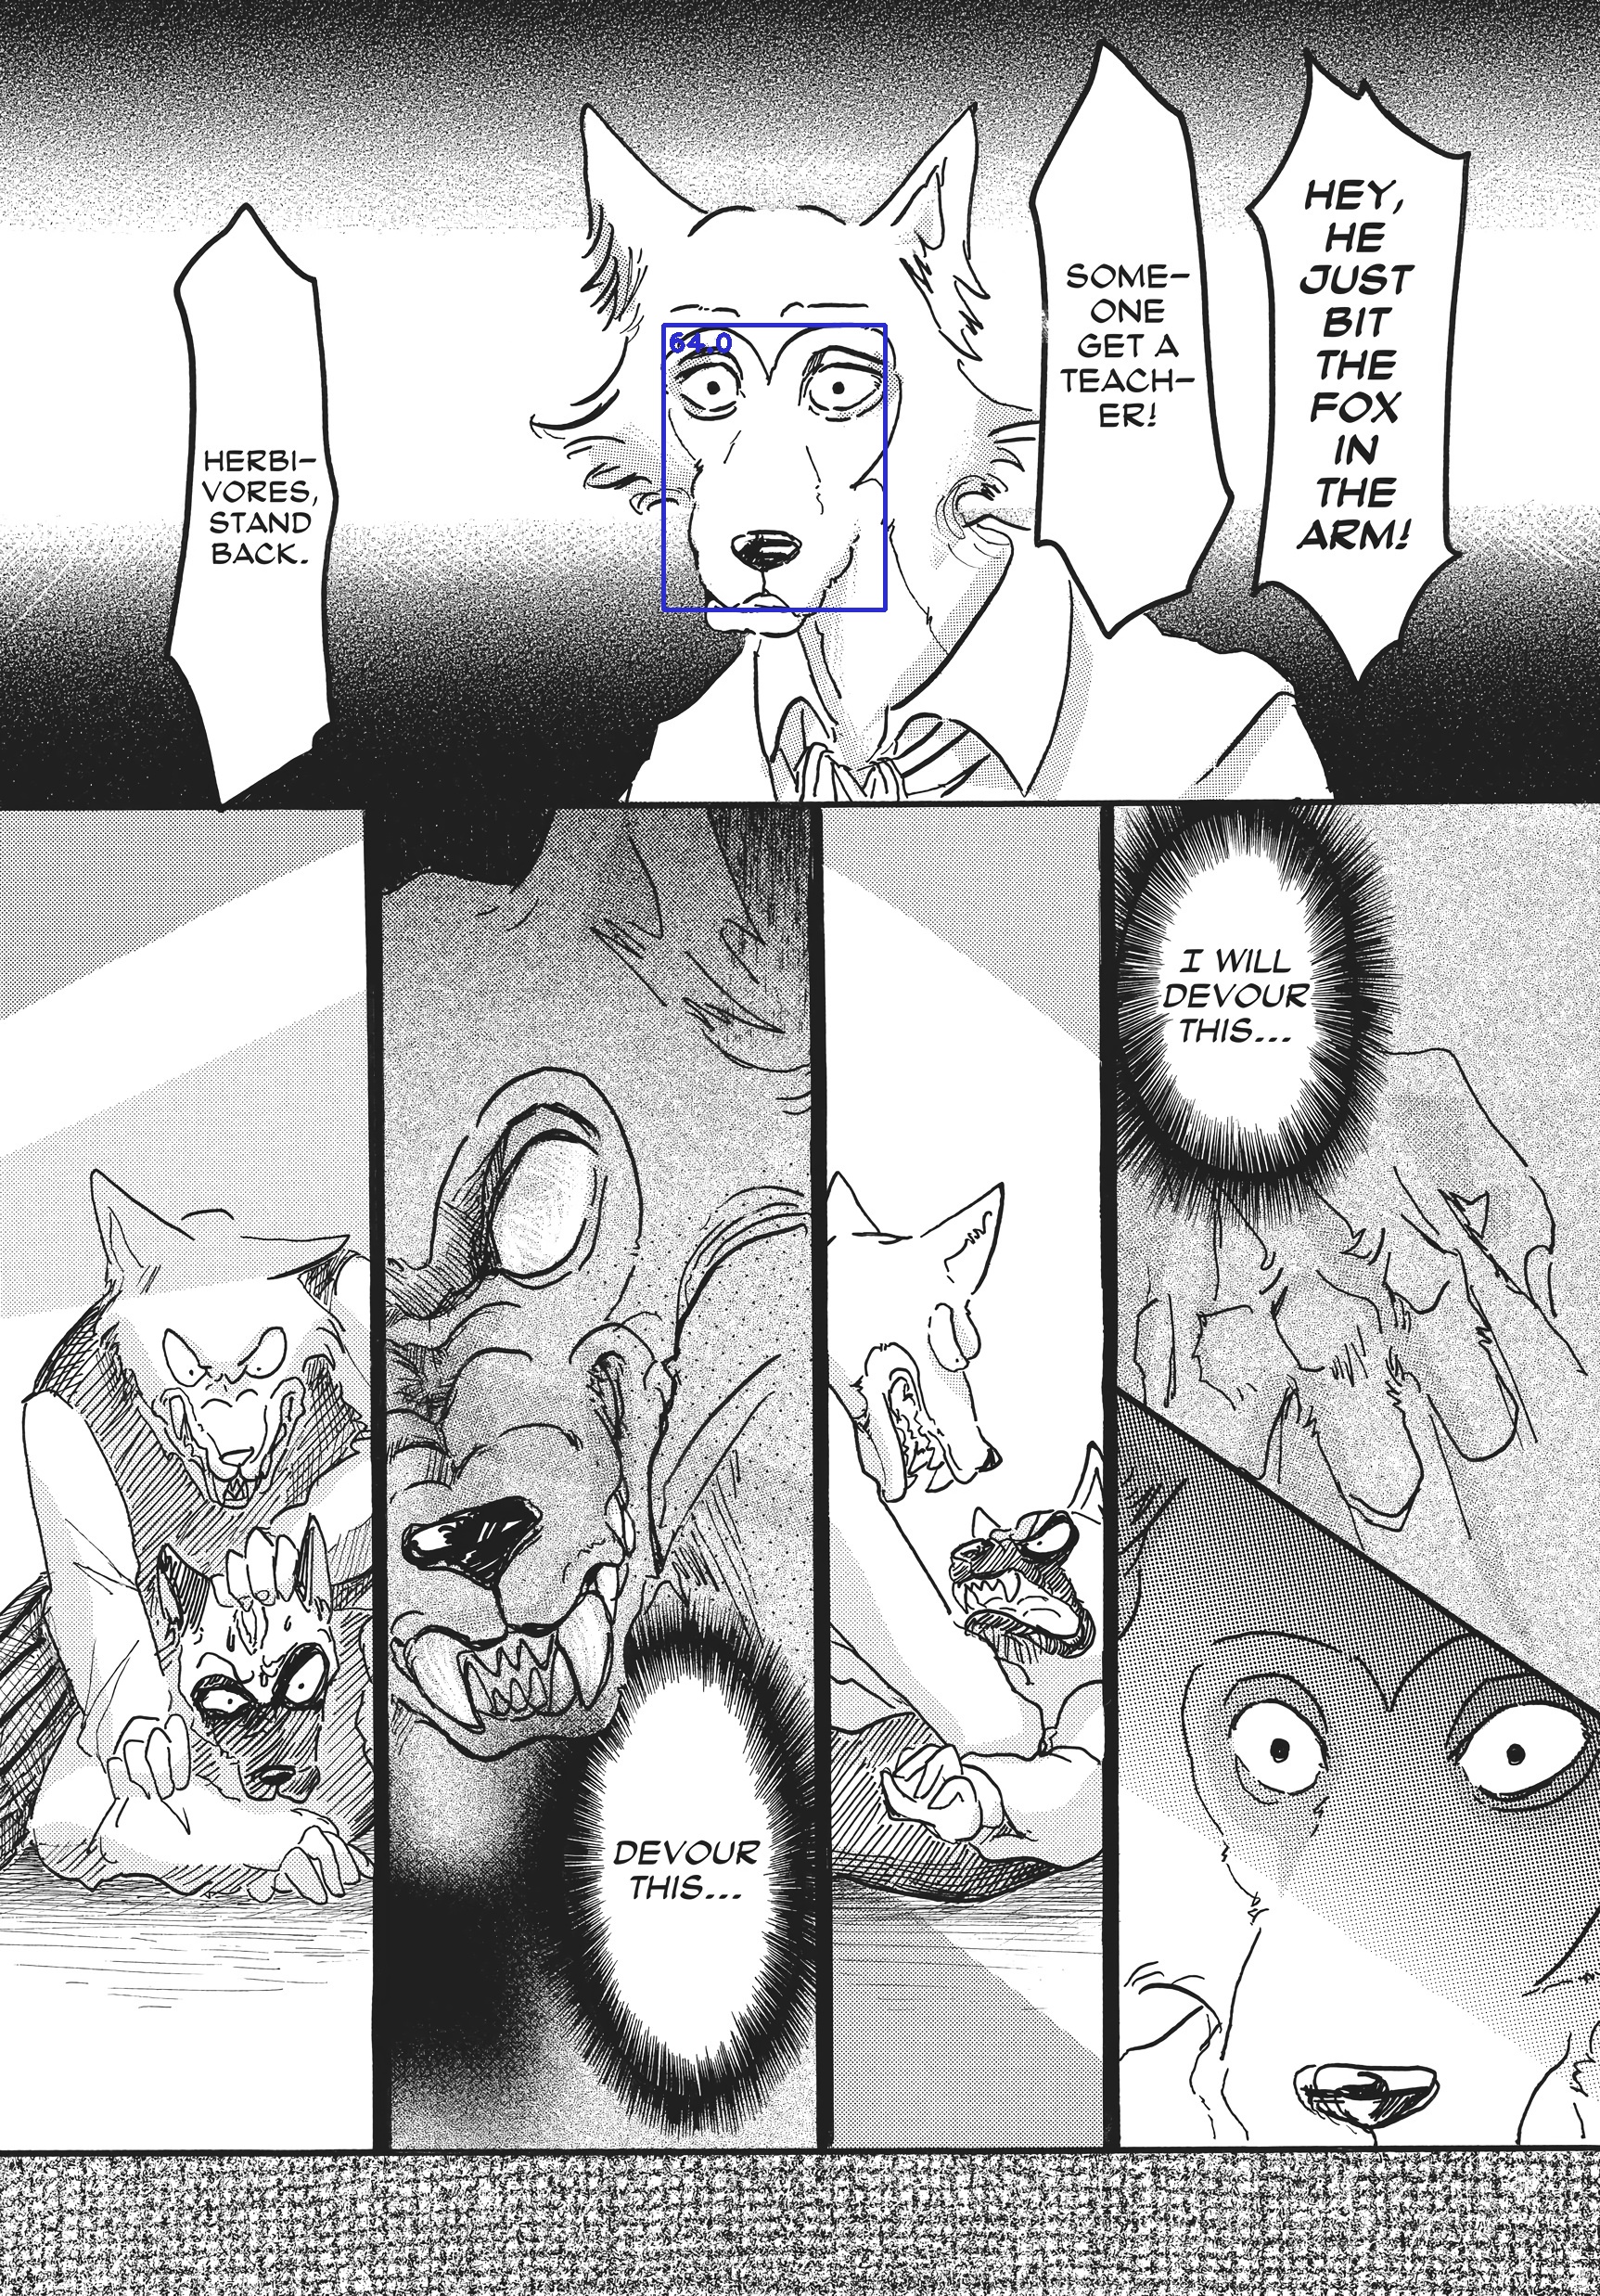 HEY,
HE
JUST
BIT
THE
FOX
IN
THE
ARM!
SOME-
ONE
GET A
TEACH-
ER!
64.0
HERBI-
VORES,
STAND
BACK.
I WILL
DEVOUR
THIS...
DEVOUR
THIS...